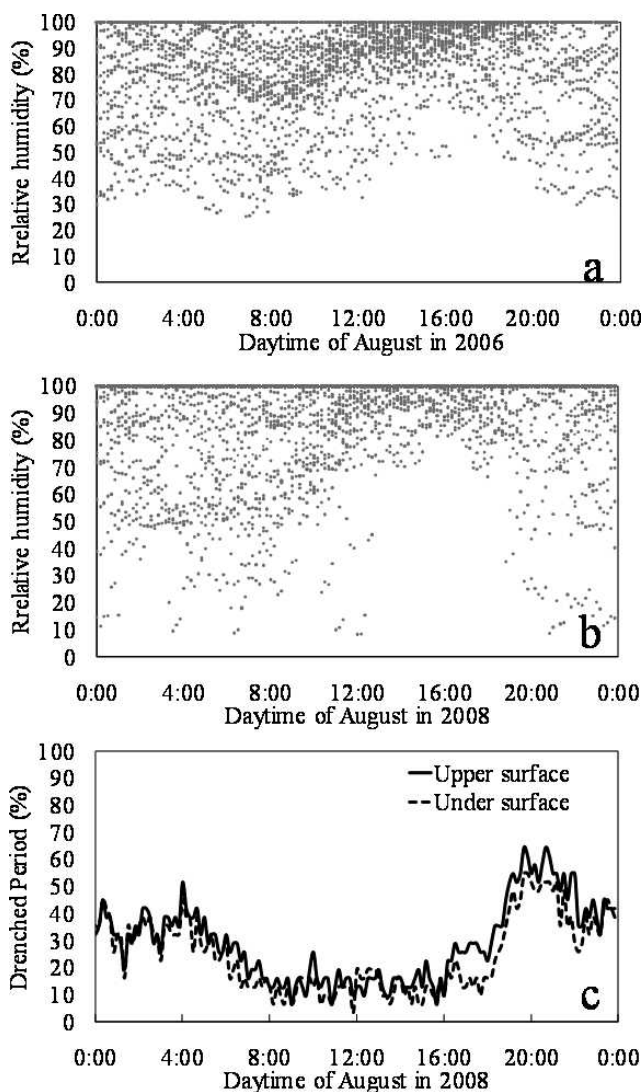 100
90
80
70
60
50
40
30
20
10
0
Rrelative humidity (%)
a
0:00 4:00 8:00 12:00 16:00 20:00 0:00
Daytime of August in 2006
100
90
80
70
60
50
40
30
20
10
0
Rrelative humidity (%)
b
0:00 4:00 8:00 12:00 16:00 20:00 0:00
Daytime of August in 2008
100
90
80
70
60
50
40
30
20
10
0
Drenched Period (%)
Upper surface
Under surface
c
0:00 4:00 8:00 12:00 16:00 20:00 0:00
Daytime of August in 2008